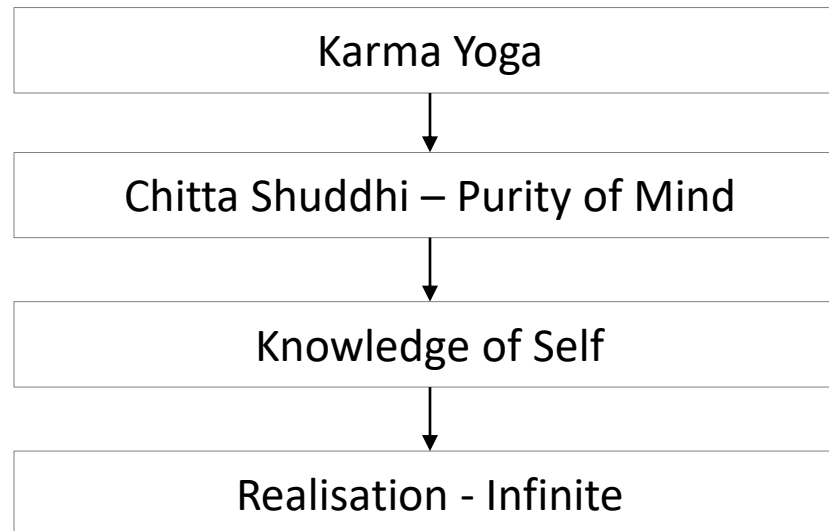 Karma Yoga
Chitta Shuddhi – Purity of Mind
Knowledge of Self
Realisation - Infinite